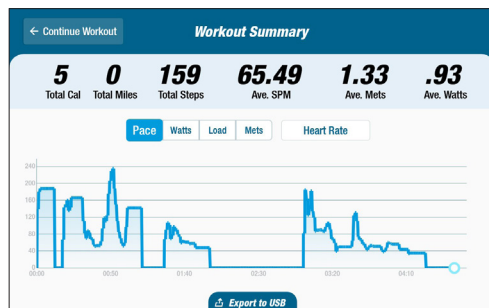 ← Continue Workout
Workout Summary
5 0 159 65.49 1.33 .93
Total Cal Total Miles Total Steps Ave. SPM Ave. Mets Ave. Watts
Pace Watts Load Mets Heart Rate
240
200
160
120
80
40
0
00:00 00:50 01:40 02:30 03:20 04:10
Export to USB